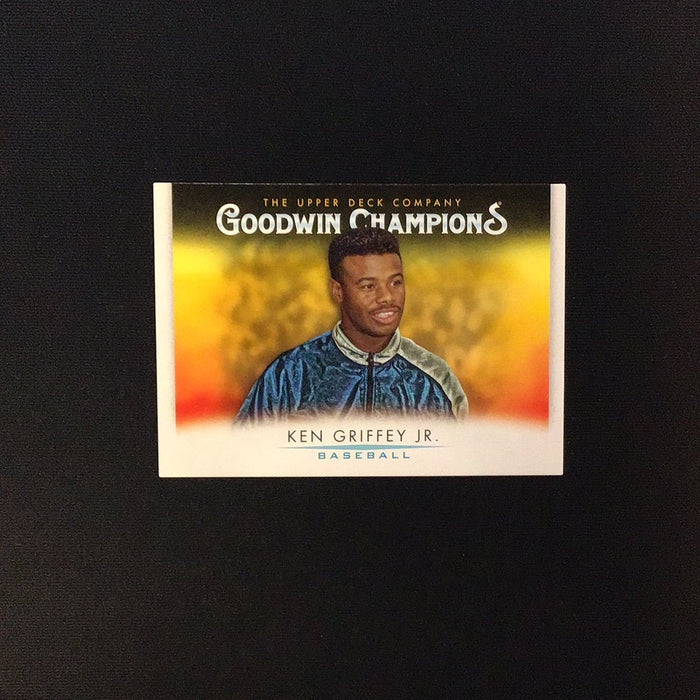 THE UPPER DECK COMPANY
GOODWIN CHAMPIONS
KEN GRIFFEY JR.
BASEBALL